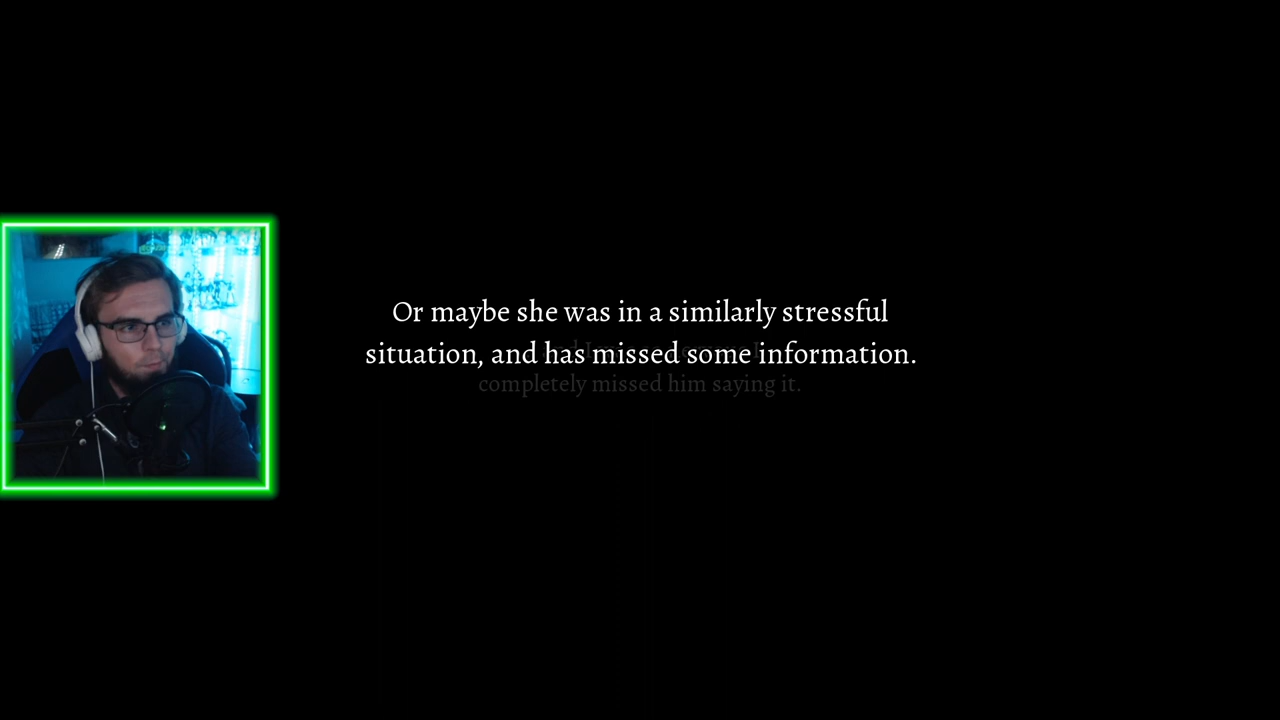 Or maybe she was in a similarly stressful
situation, and has missed some information.
completely missed him saying it.